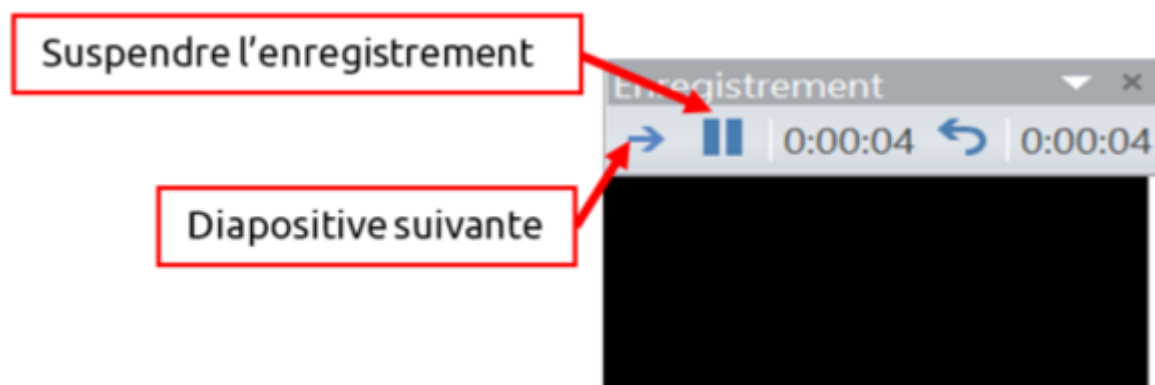 Suspendre l'enregistrement
Enregistrement
0:00:04 0:00:04
Diapositive suivante